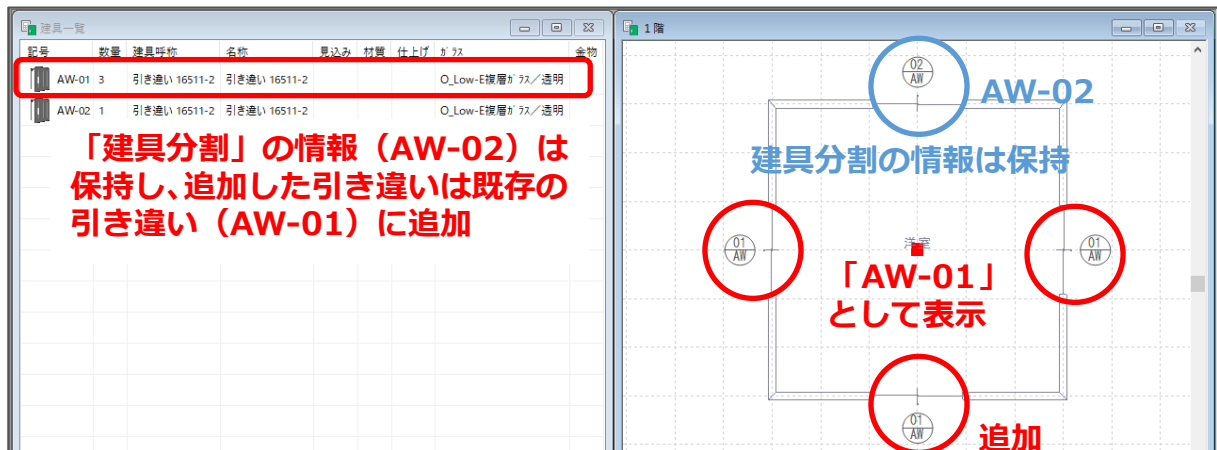 建具一覧
記号 数量 建具呼称 名称 見込み 材質 仕上げ ｶﾞﾗｽ 金物
AW-01 3 引き違い 16511-2 引き違い 16511-2 O_Low-E複層ｶﾞﾗｽ／透明
AW-02 1 引き違い 16511-2 引き違い 16511-2 O_Low-E複層ｶﾞﾗｽ／透明
「建具分割」の情報（AW-02）は
保持し、追加した引き違いは既存の
引き違い（AW-01）に追加
1 階
02
AW
AW-02
建具分割の情報は保持
01
AW
洋室
01
AW
「AW-01」
として表示
01
AW
追加